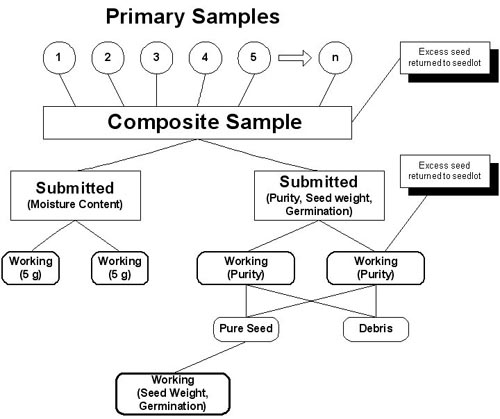 Primary Samples
1 2 3 4 5 n
Excess seed
returned to seedlot
Composite Sample
Excess seed
returned to seedlot
Submitted
(Moisture Content)
Submitted
(Purity, Seed weight,
Germination)
Working
(5 g)
Working
(5 g)
Working
(Purity)
Working
(Purity)
Pure Seed
Debris
Working
(Seed Weight,
Germination)